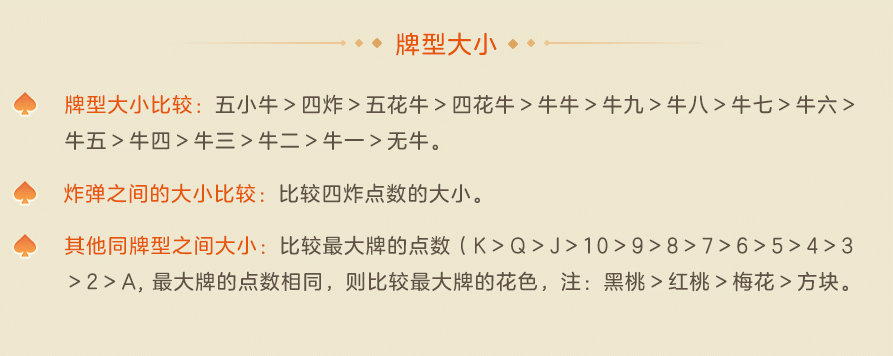 牌型大小
牌型大小比较：五小牛＞四炸＞五花牛＞四花牛＞牛牛＞牛九＞牛八＞牛七＞牛六＞
牛五＞牛四＞牛三＞牛二＞牛一＞无牛。
炸弹之间的大小比较：比较四炸点数的大小。
其他同牌型之间大小：比较最大牌的点数（K＞Q＞J＞10＞9＞8＞7＞6＞5＞4＞3
＞2＞A, 最大牌的点数相同，则比较最大牌的花色，注：黑桃＞红桃＞梅花＞方块。